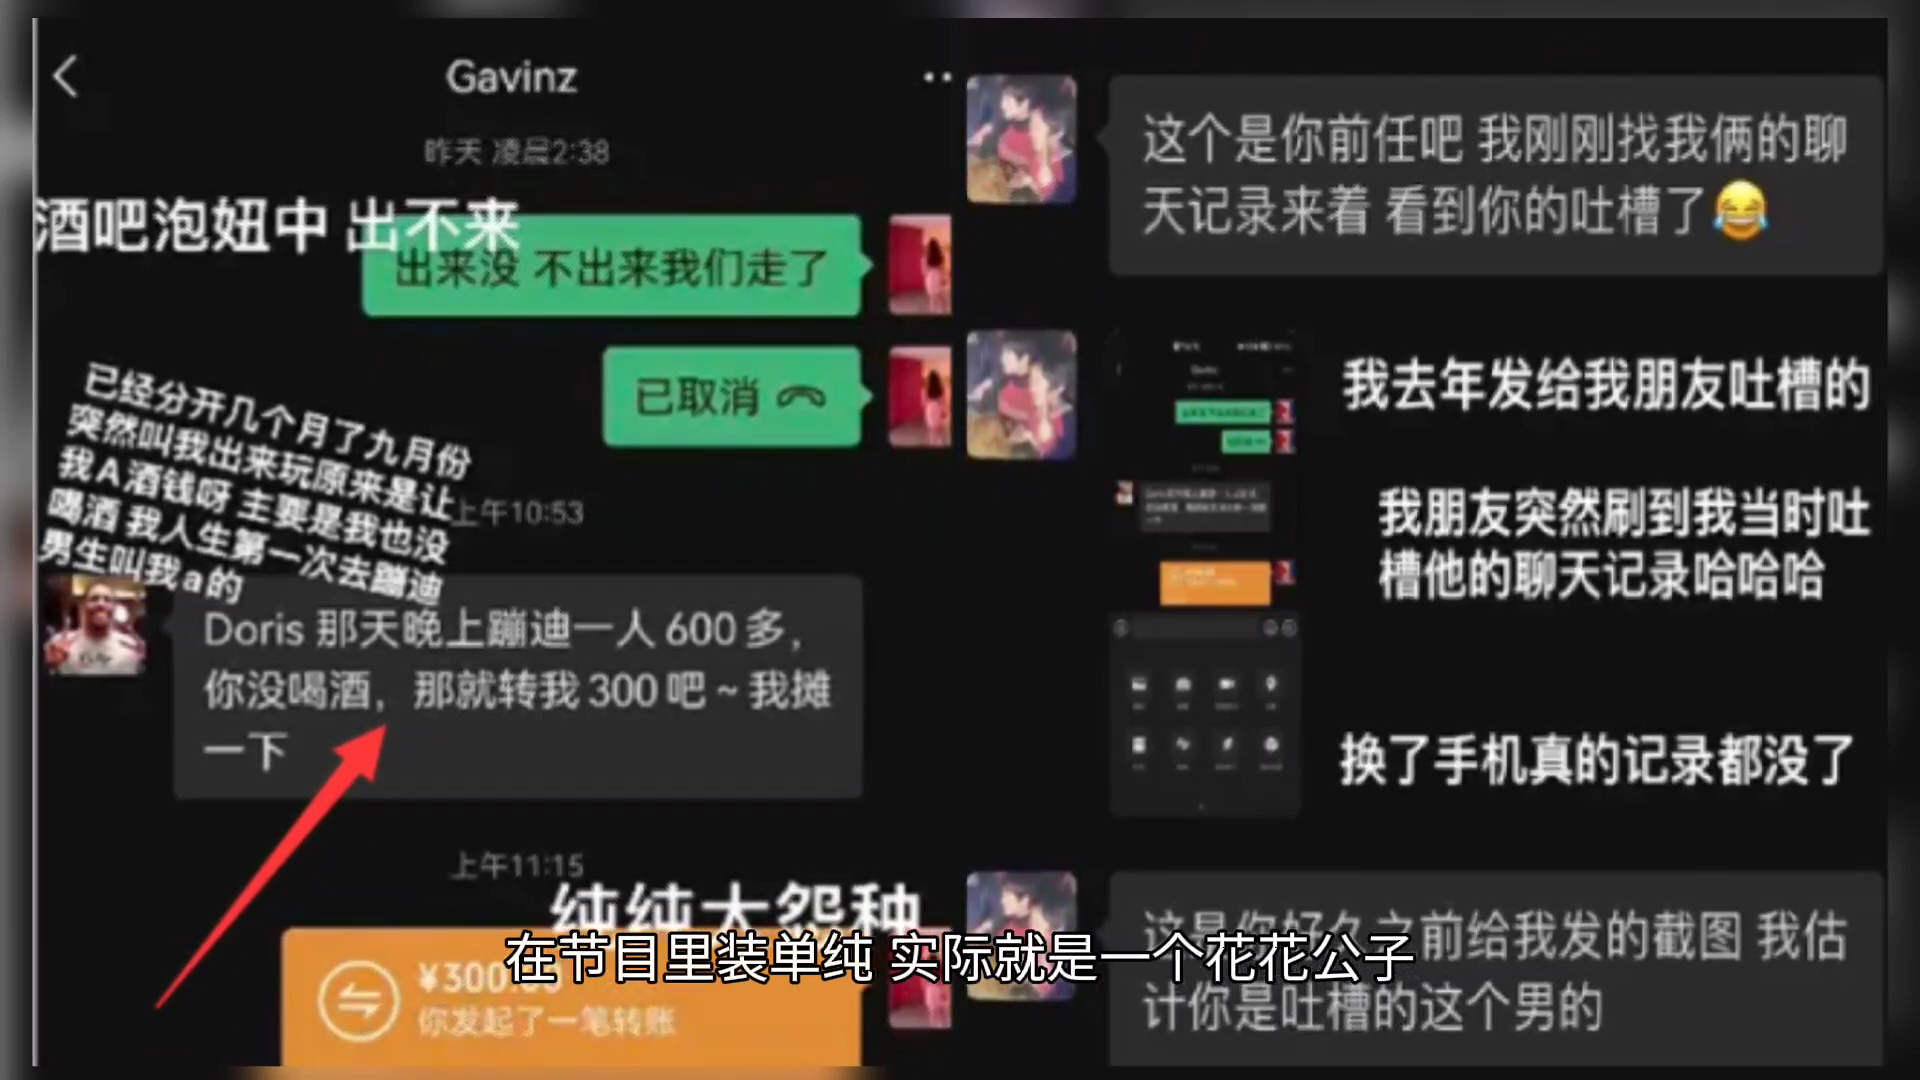 Gavinz
昨天 凌晨2:38
酒吧泡妞中 出不来
出来没 不出来我们走了
已取消
已经分开几个月了九月份
突然叫我出来玩原来是让
我A酒钱呀 主要是我也没
喝酒 我人生第一次去蹦迪
男生叫我a的
上午10:53
Doris 那天晚上蹦迪一人 600 多，
你没喝酒，那就转我 300 吧 ~ 我摊
一下
上午11:15
纯纯大怨种
¥300.00
你发起了一笔转账
这个是你前任吧 我刚刚找我俩的聊
天记录来着 看到你的吐槽了😂
我去年发给我朋友吐槽的
我朋友突然刷到我当时吐
槽他的聊天记录哈哈哈
换了手机真的记录都没了
这是你好久之前给我发的截图 我估
计你是吐槽的这个男的
在节目里装单纯 实际就是一个花花公子